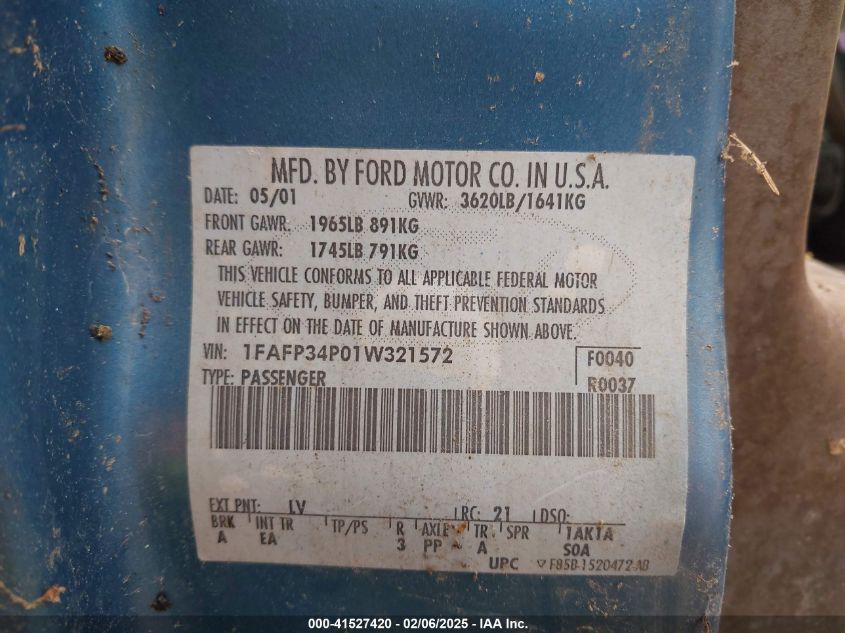 MFD. BY FORD MOTOR CO. IN U.S.A.
DATE: 05/01 GVWR: 3620LB/1641KG
FRONT GAWR: 1965LB 891KG
REAR GAWR: 1745LB 791KG
THIS VEHICLE CONFORMS TO ALL APPLICABLE FEDERAL MOTOR
VEHICLE SAFETY, BUMPER, AND THEFT PREVENTION STANDARDS
IN EFFECT ON THE DATE OF MANUFACTURE SHOWN ABOVE.
VIN: 1FAFP34P01W321572 F0040
TYPE: PASSENGER R0037
EXT PNT: LV RC: 21 DSO:
BRK INT TR TP/PS R AXLE TR SPR 1AK1A
A EA 3 PP A SOA
UPC ▽ F85B-1520472-AB
000-41527420 - 02/06/2025 - IAA Inc.